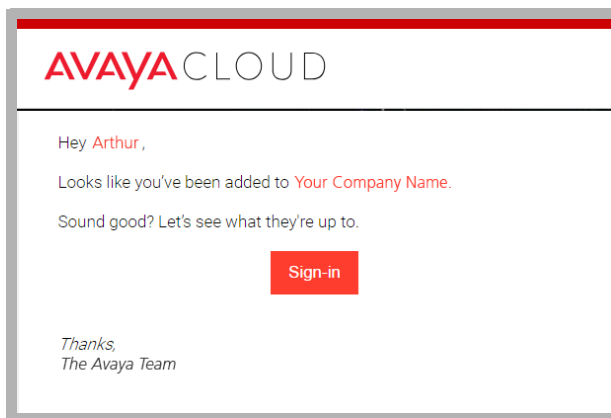 AVAYA CLOUD
Hey Arthur,
Looks like you've been added to Your Company Name.
Sound good? Let's see what they're up to.
Sign-in
Thanks,
The Avaya Team